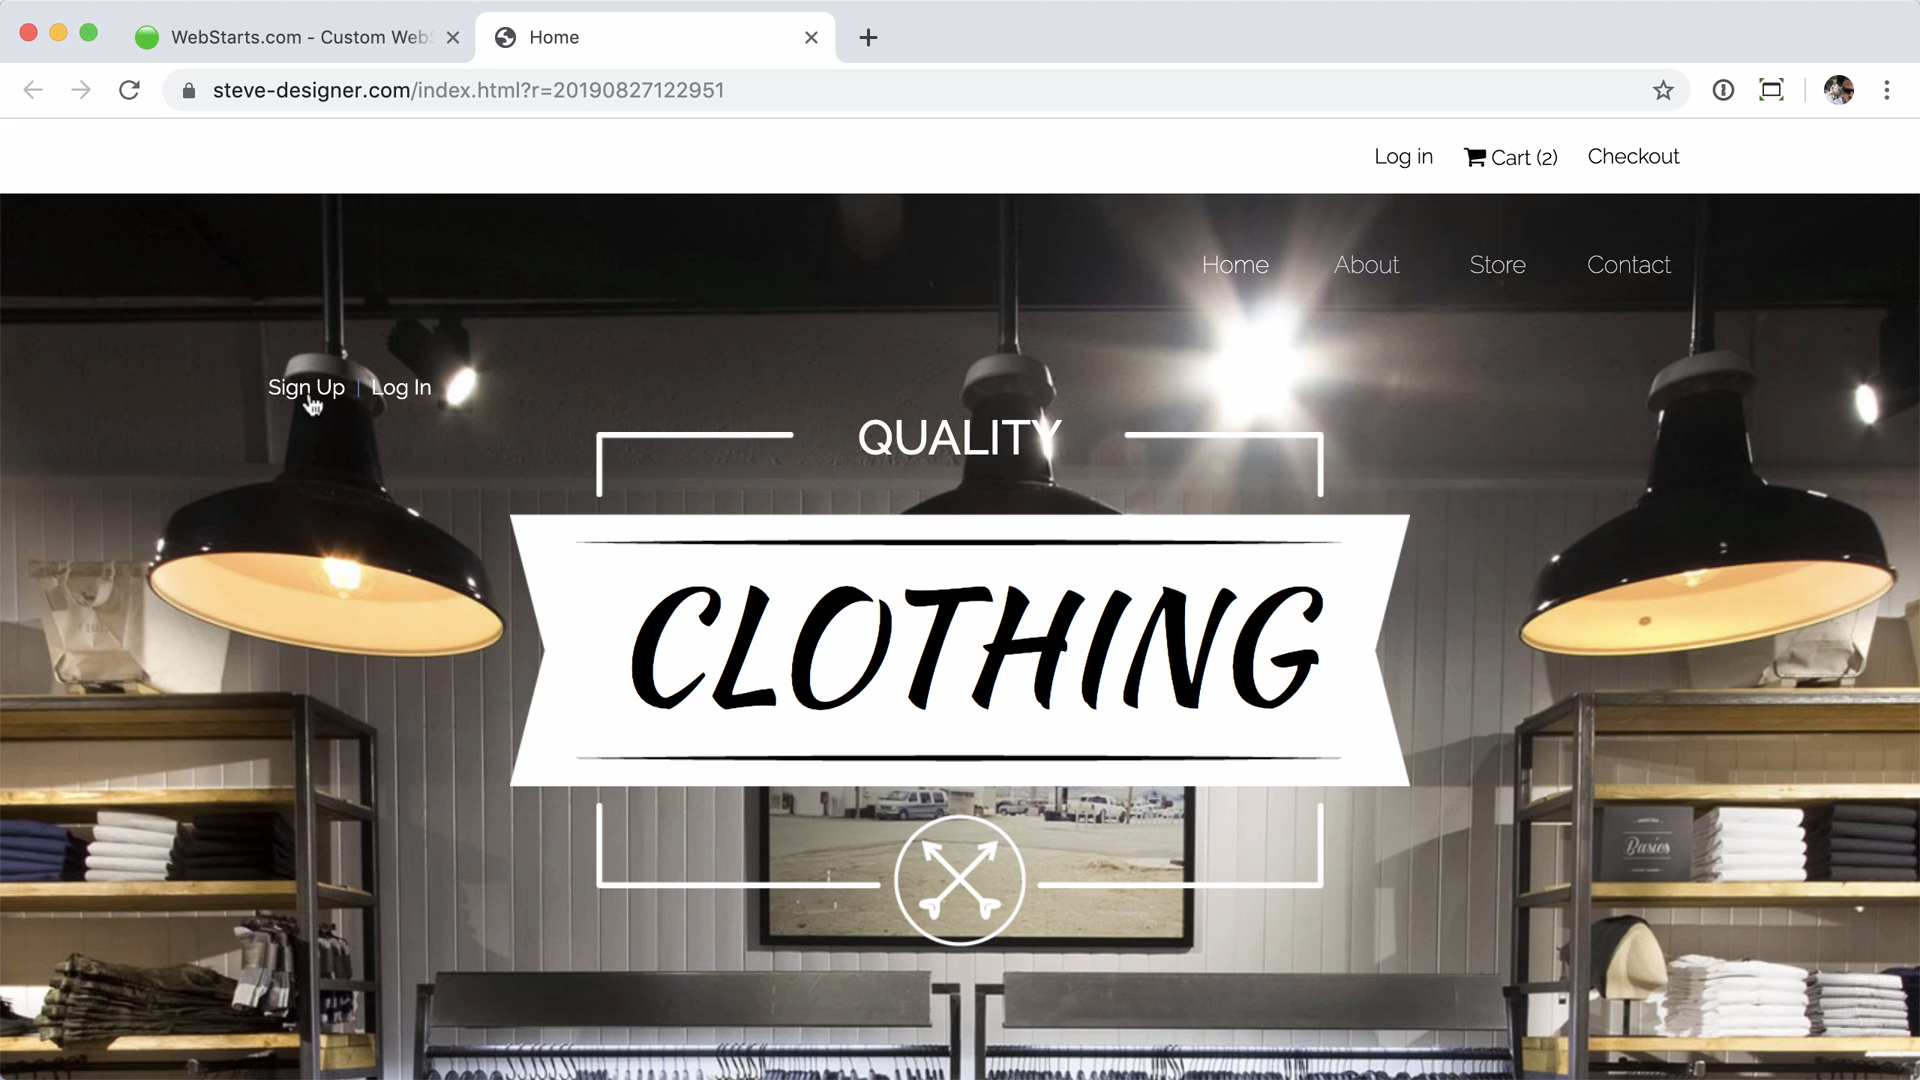 WebStarts.com - Custom Webs
Home
steve-designer.com/index.html?r=20190827122951
Log in Cart (2) Checkout
Home About Store Contact
Sign Up | Log In
QUALITY
CLOTHING
Basics